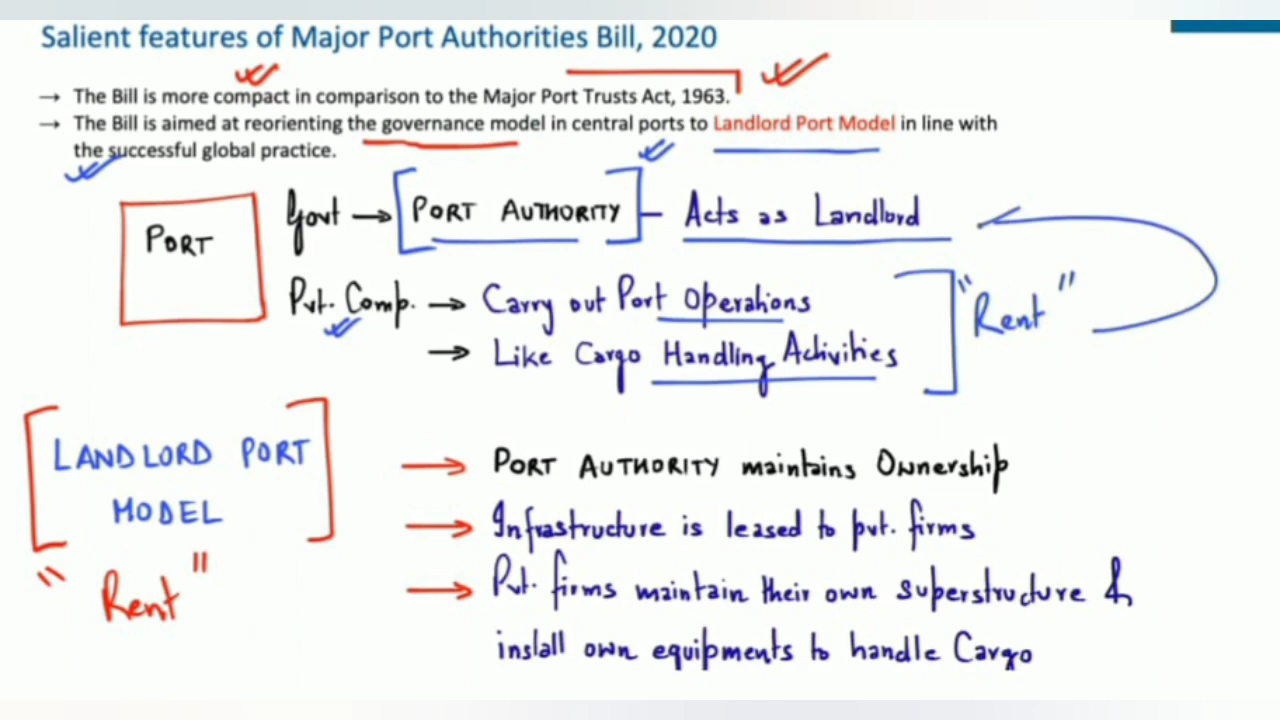 Salient features of Major Port Authorities Bill, 2020
→ The Bill is more compact in comparison to the Major Port Trusts Act, 1963.
→ The Bill is aimed at reorienting the governance model in central ports to Landlord Port Model in line with
the successful global practice.
PORT
Govt → [PORT AUTHORITY] - Acts as Landlord
Pvt. Comp. → Carry out Port Operations
→ Like Cargo Handling Activities
"Rent"
LANDLORD PORT
MODEL
"Rent"
→ PORT AUTHORITY maintains Ownership
→ Infrastructure is leased to pvt. firms
→ Pvt. firms maintain their own superstructure &
install own equipments to handle Cargo